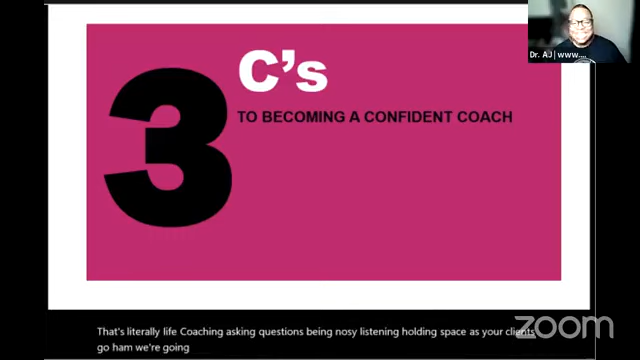 Dr. AJ | www....
3
C's
TO BECOMING A CONFIDENT COACH
That's literally life Coaching asking questions being nosy listening holding space as your clients
go ham we're going
zoom